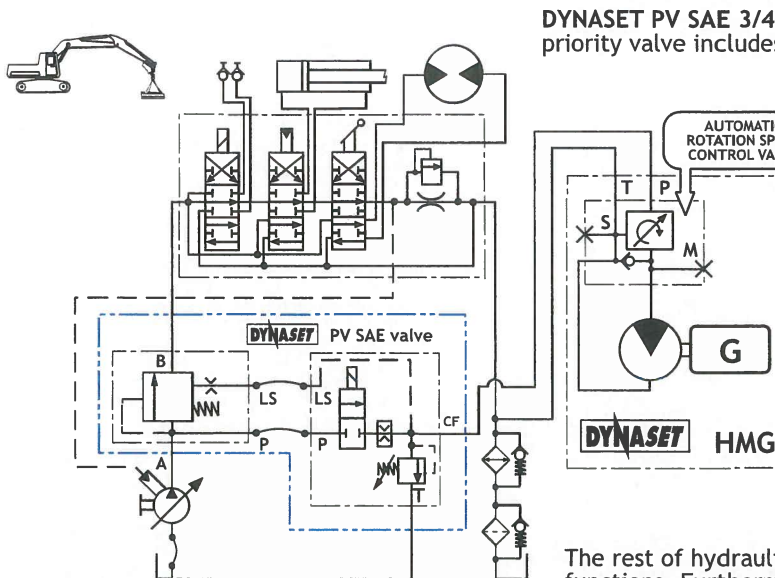 DYNASET PV SAE 3/4
priority valve includes
AUTOMATI
ROTATION SP
CONTROL VA
T P
S
M
DYNASET PV SAE valve
B
G
LS LS
CF
P P
DYNASET HMG
A
T
The rest of hydraul